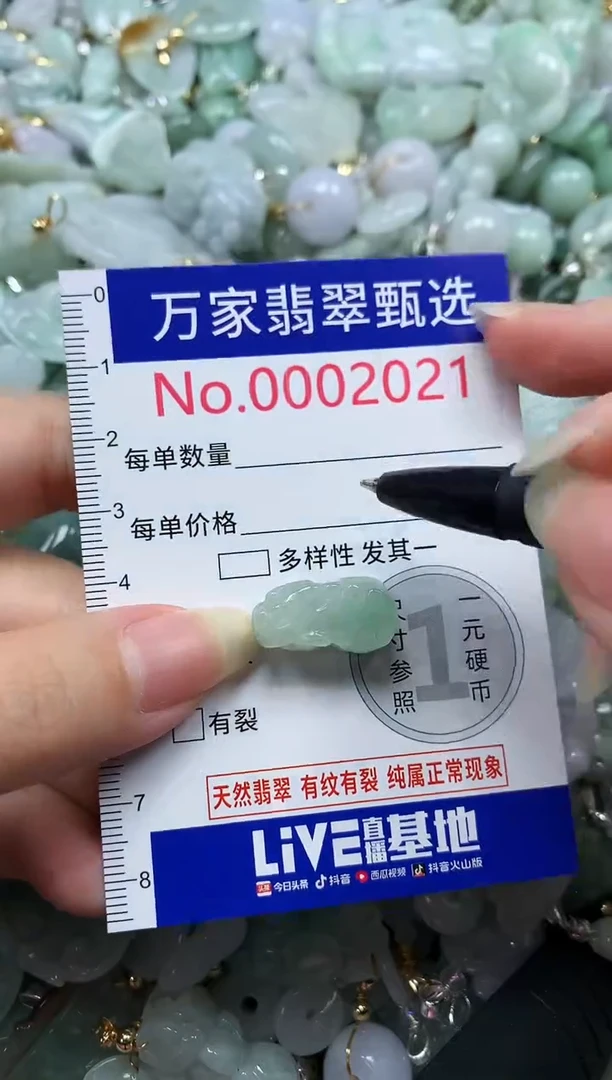 万家翡翠甄选
No.0002021
每单数量
每单价格
多样性 发其一
一元硬币
1
寸参照
有裂
天然翡翠 有纹有裂 纯属正常现象
LiVE直播基地
头条 今日头条 抖音 西瓜视频 抖音火山版
0
1
2
3
4
7
8